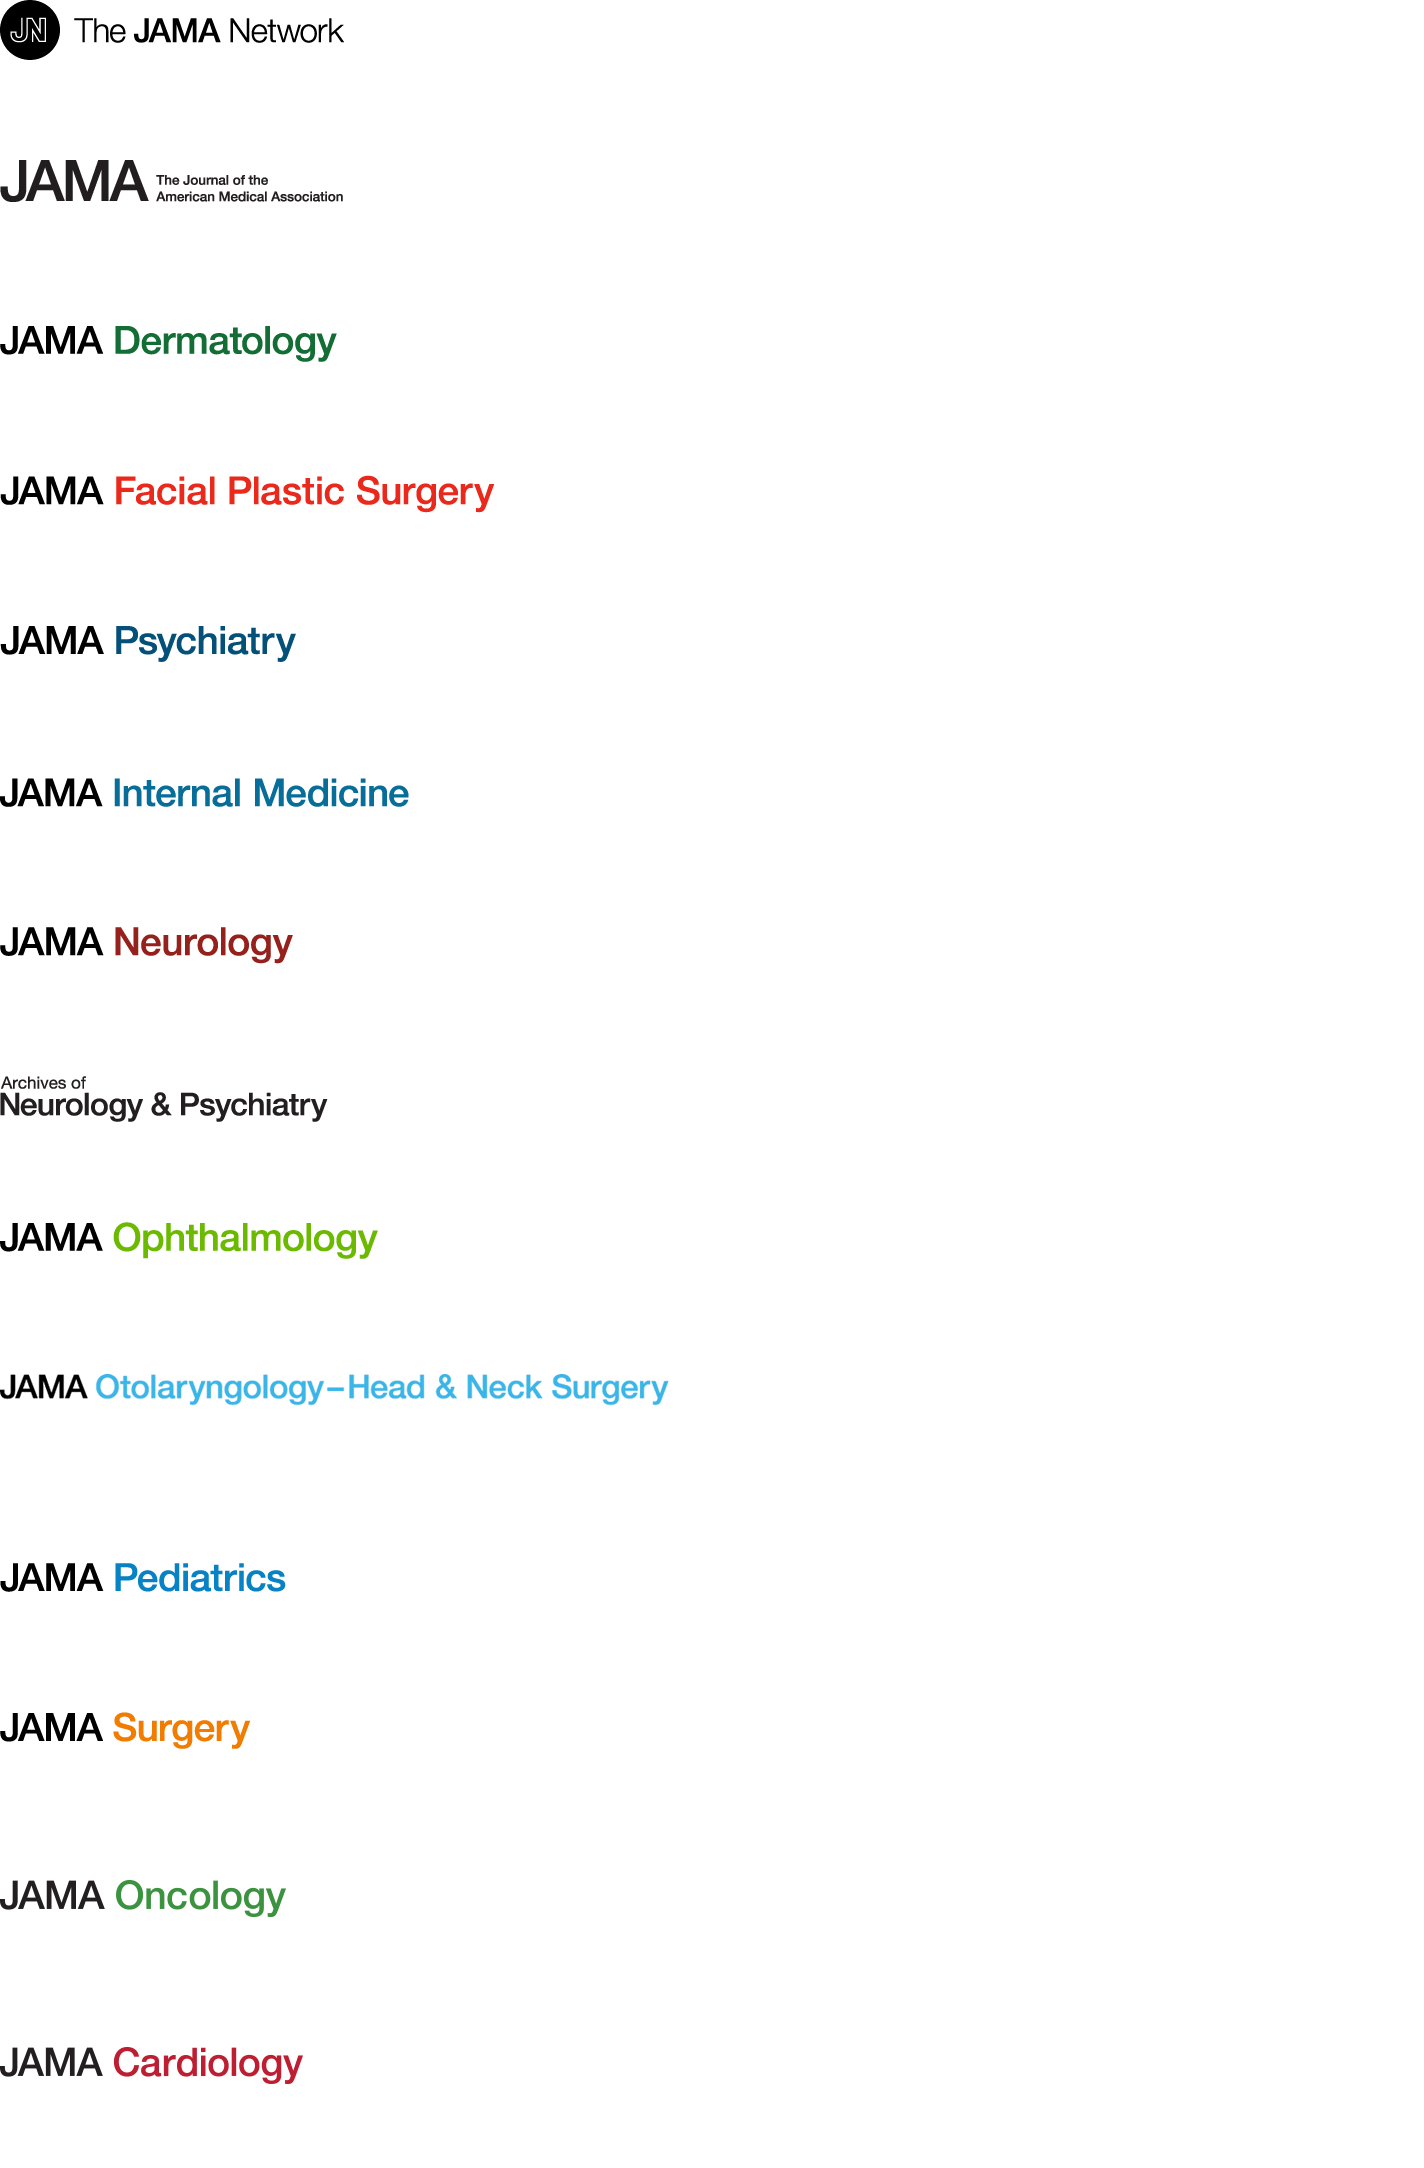 JN The JAMA Network
JAMA The Journal of the
American Medical Association
JAMA Dermatology
JAMA Facial Plastic Surgery
JAMA Psychiatry
JAMA Internal Medicine
JAMA Neurology
Archives of
Neurology & Psychiatry
JAMA Ophthalmology
JAMA Otolaryngology–Head & Neck Surgery
JAMA Pediatrics
JAMA Surgery
JAMA Oncology
JAMA Cardiology